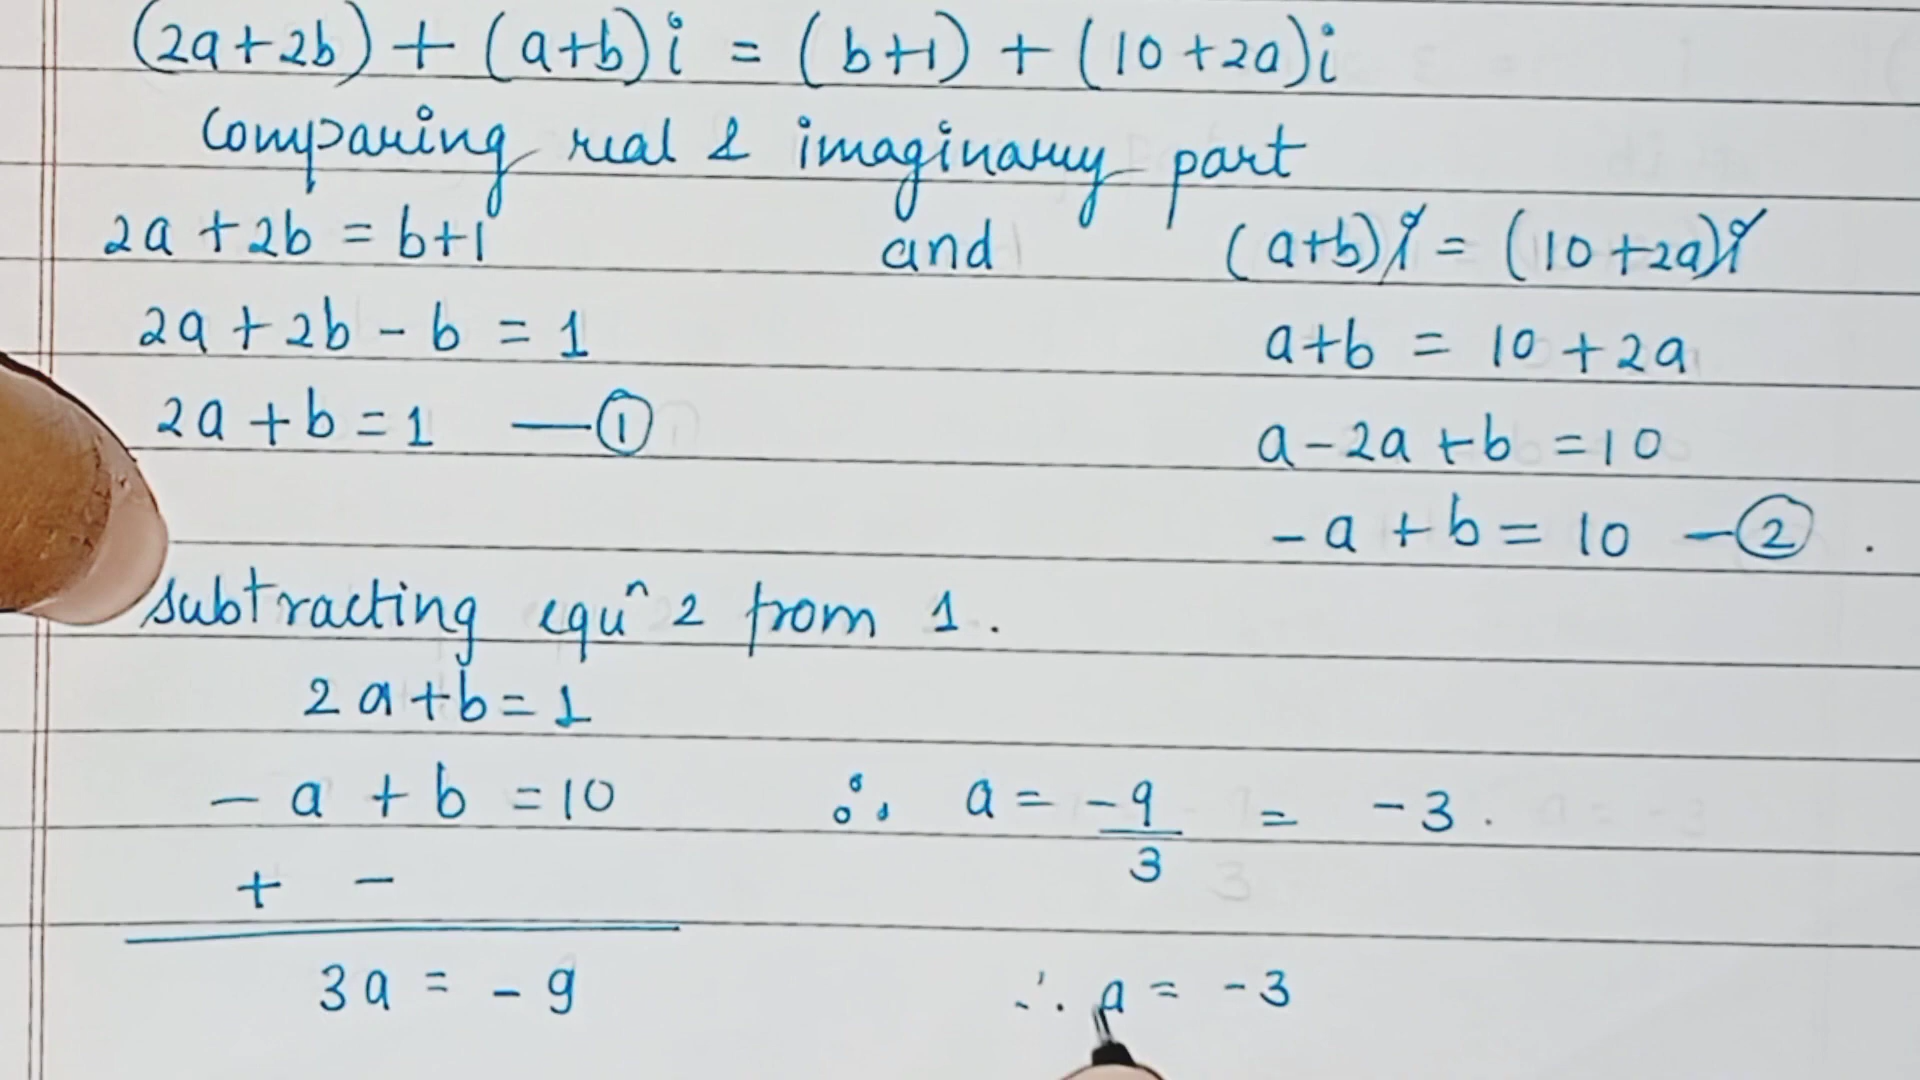 (2a+2b) + (a+b)i = (b+1) + (10+2a)i
Comparing real & imaginary part
2a+2b = b+1 and (a+b)i = (10+2a)i
2a+2b-b = 1 a+b = 10+2a
2a+b=1 —① a-2a+b=10
-a+b=10 —② .
subtracting equⁿ 2 from 1.
2a+b=1
-a+b=10 ∴ a = -9/3 = -3.
+ -
3a = -9 ∴ a = -3